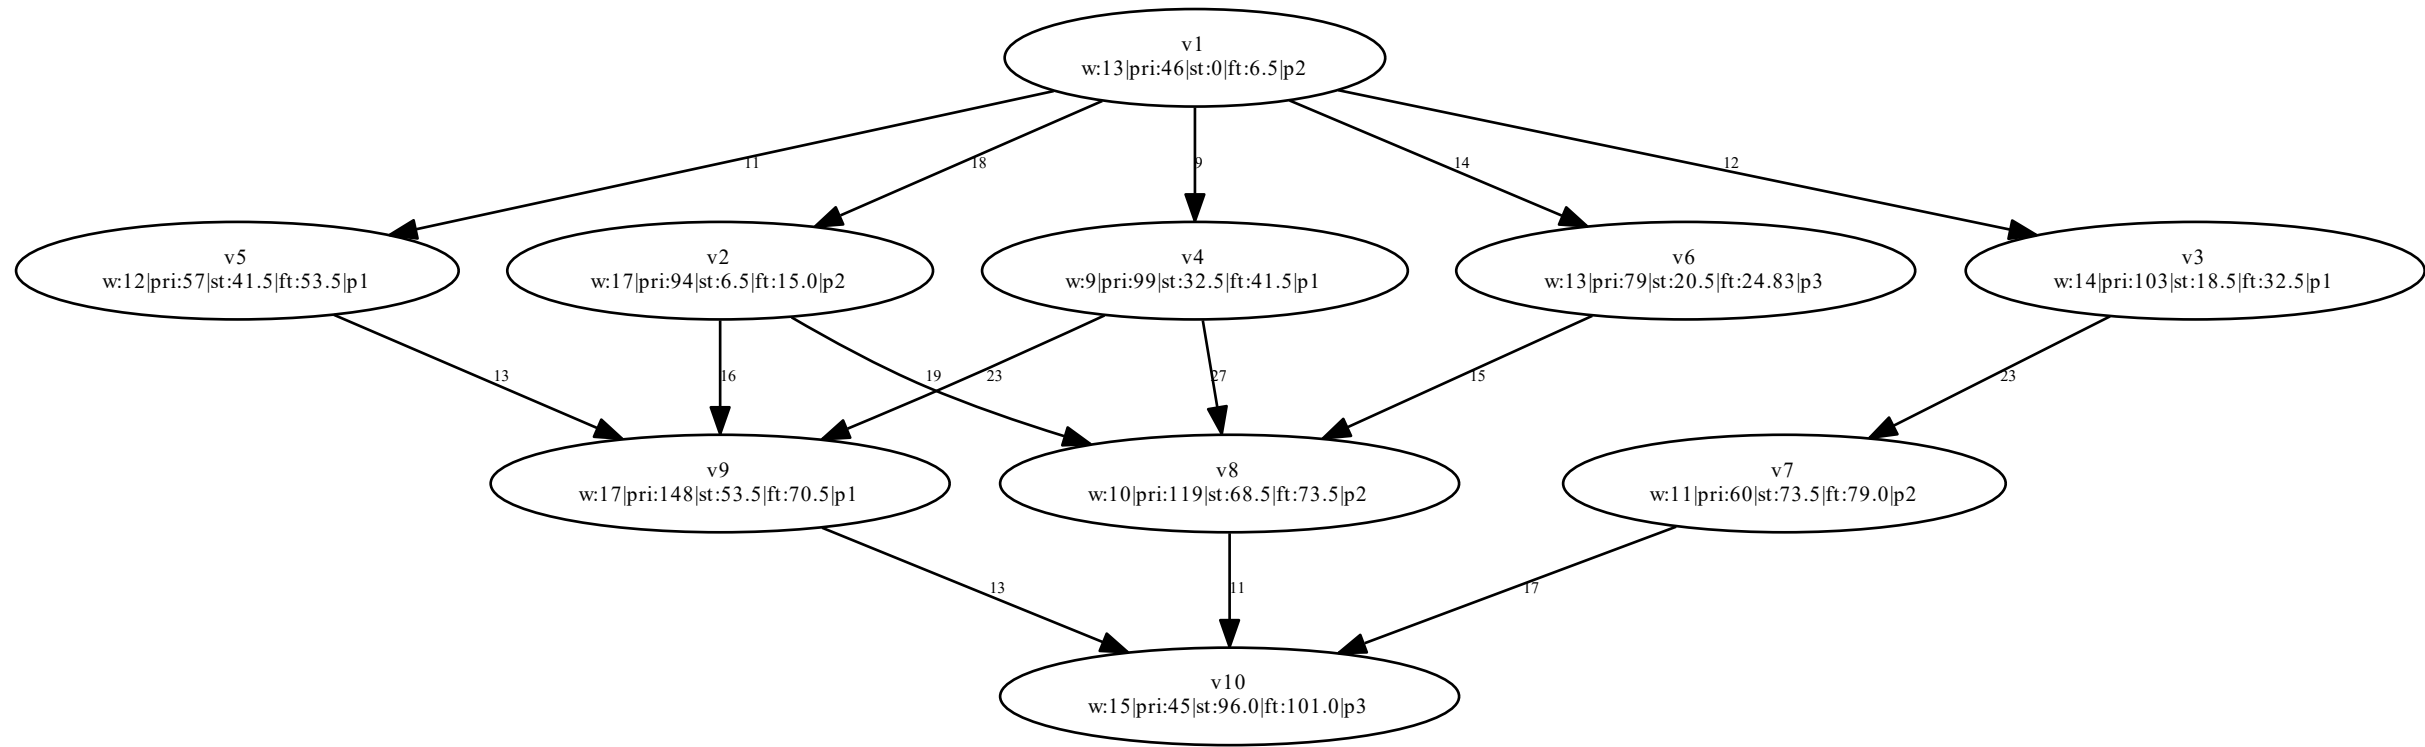 v1
w:13|pri:46|st:0|ft:6.5|p2
11
18
9
14
12
v5
w:12|pri:57|st:41.5|ft:53.5|p1
v2
w:17|pri:94|st:6.5|ft:15.0|p2
v4
w:9|pri:99|st:32.5|ft:41.5|p1
v6
w:13|pri:79|st:20.5|ft:24.83|p3
v3
w:14|pri:103|st:18.5|ft:32.5|p1
13
16
19
23
27
15
23
v9
w:17|pri:148|st:53.5|ft:70.5|p1
v8
w:10|pri:119|st:68.5|ft:73.5|p2
v7
w:11|pri:60|st:73.5|ft:79.0|p2
13
11
17
v10
w:15|pri:45|st:96.0|ft:101.0|p3